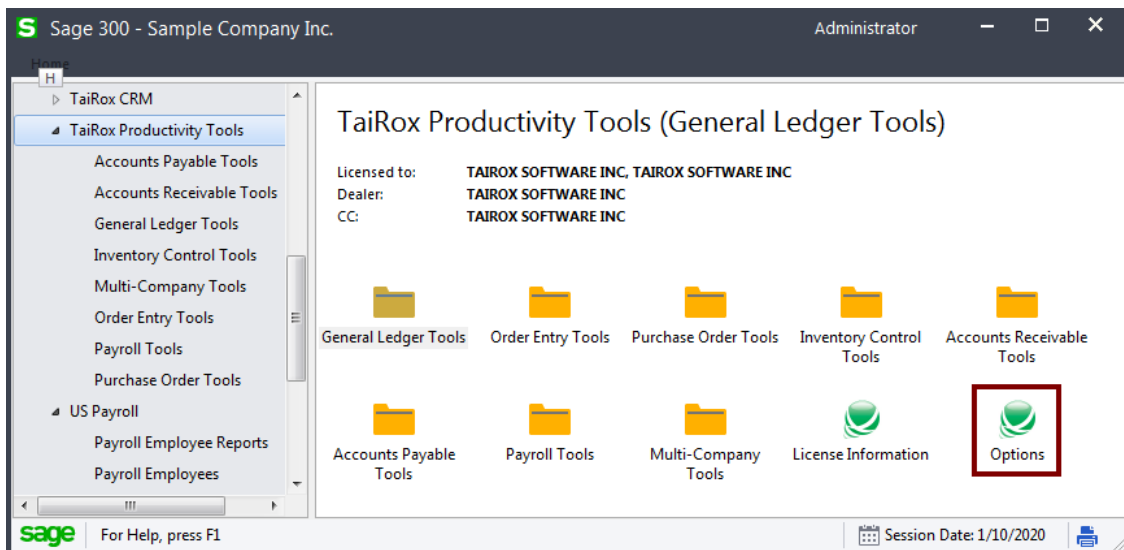 S Sage 300 - Sample Company Inc. Administrator
Home
H
TaiRox CRM
TaiRox Productivity Tools
Accounts Payable Tools
Accounts Receivable Tools
General Ledger Tools
Inventory Control Tools
Multi-Company Tools
Order Entry Tools
Payroll Tools
Purchase Order Tools
US Payroll
Payroll Employee Reports
Payroll Employees
TaiRox Productivity Tools (General Ledger Tools)
Licensed to: TAIROX SOFTWARE INC, TAIROX SOFTWARE INC
Dealer: TAIROX SOFTWARE INC
CC: TAIROX SOFTWARE INC
General Ledger Tools Order Entry Tools Purchase Order Tools Inventory Control Accounts Receivable
Tools Tools
Accounts Payable Payroll Tools Multi-Company License Information Options
Tools Tools
sage For Help, press F1 Session Date: 1/10/2020